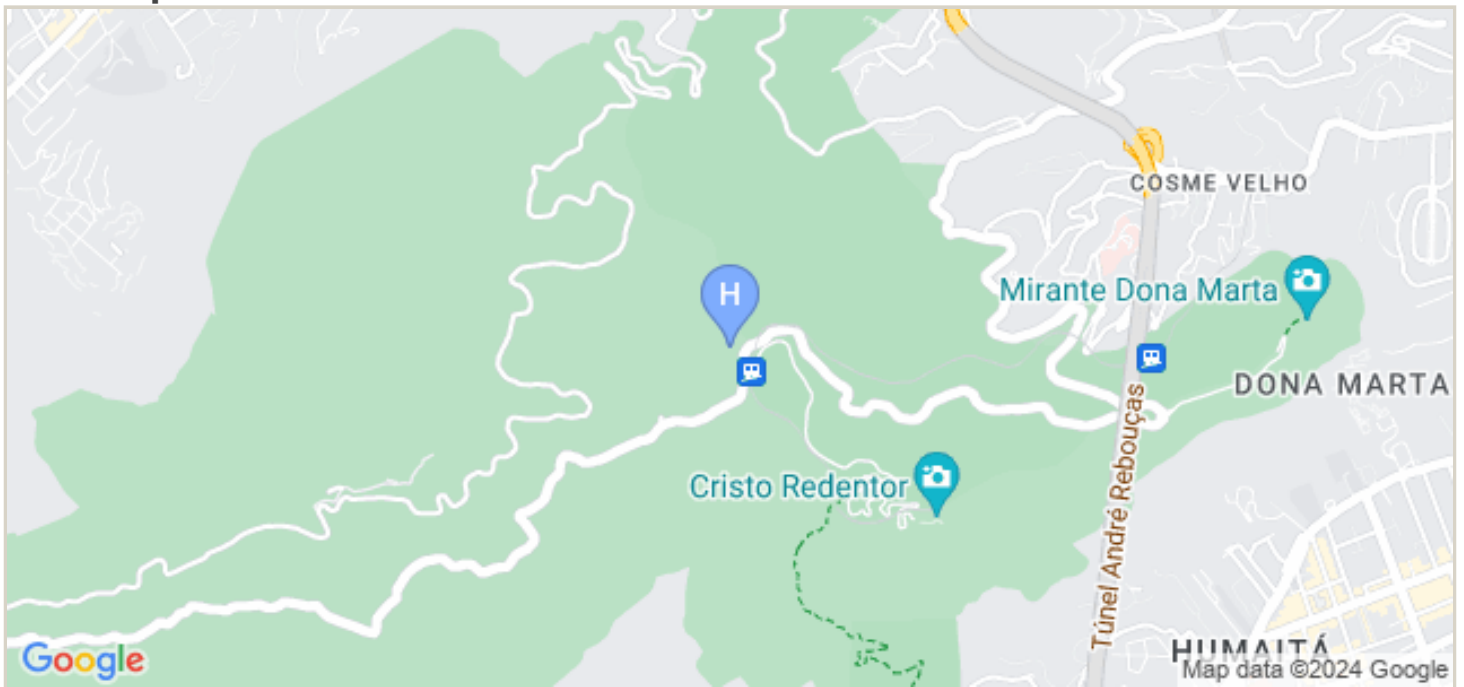 COSME VELHO
Mirante Dona Marta
H
DONA MARTA
Cristo Redentor
Túnel André Rebouças
HUMAITÁ
Google
Map data ©2024 Google